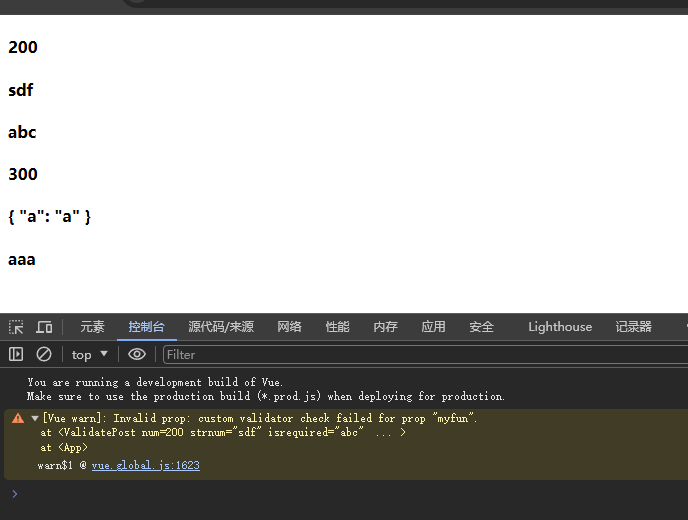 200
sdf
abc
300
{ "a": "a" }
aaa
元素 控制台 源代码/来源 网络 性能 内存 应用 安全 Lighthouse 记录器
top ▼ Filter
You are running a development build of Vue.
Make sure to use the production build (*.prod.js) when deploying for production.
▼[Vue warn]: Invalid prop: custom validator check failed for prop "myfun".
at <ValidatePost num=200 strnum="sdf" isrequired="abc" ... >
at <App>
warn$1 @ vue.global.js:1623
>